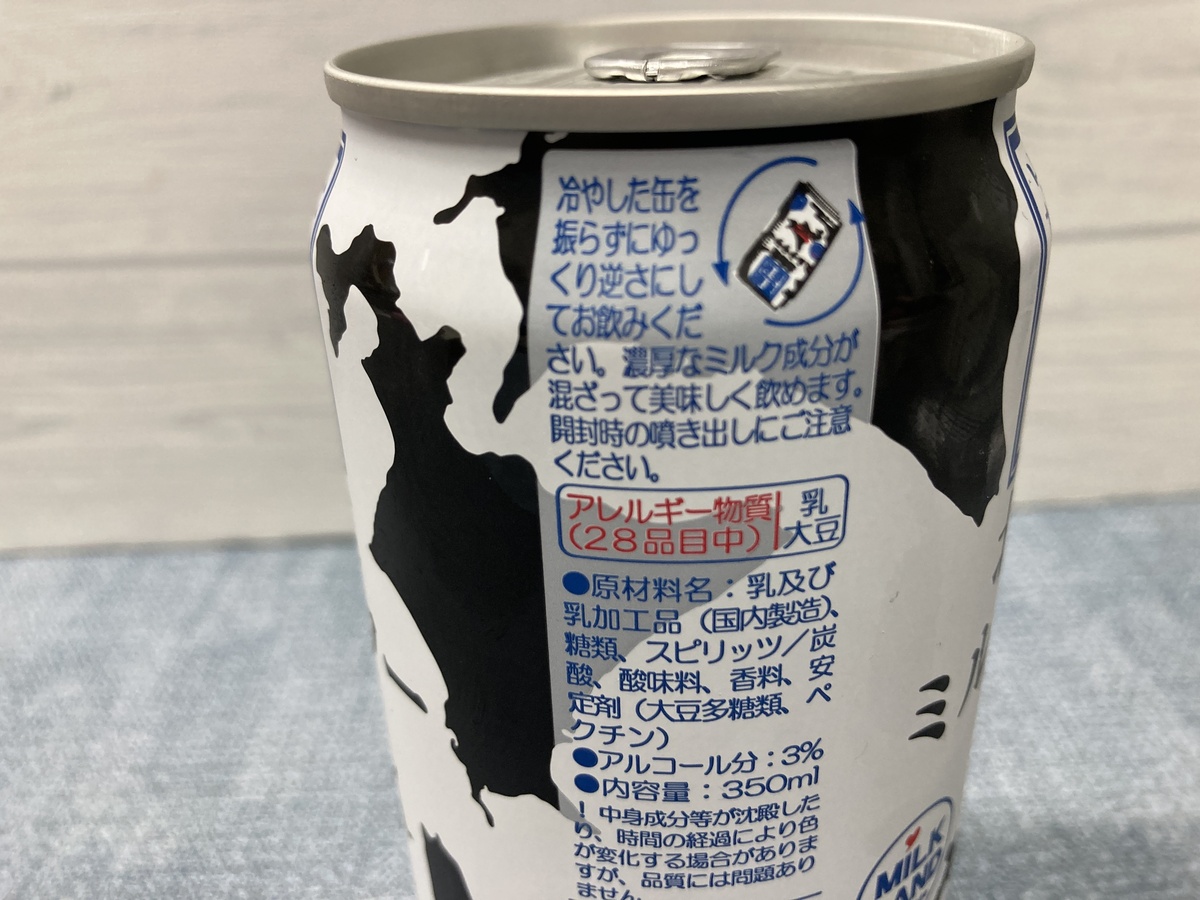 冷やした缶を
振らずにゆっ
くり逆さにし
てお飲みくだ
さい。濃厚なミルク成分が
混ざって美味しく飲めます。
開封時の噴き出しにご注意
ください。
アレルギー物質
(28品目中)
乳
大豆
●原材料名：乳及び
乳加工品（国内製造）、
糖類、スピリッツ／炭
酸、酸味料、香料、安
定剤（大豆多糖類、ペ
クチン）
●アルコール分：3%
●内容量：350ml
！中身成分等が沈殿した
り、時間の経過により色
が変化する場合がありま
すが、品質には問題あり
ません
ミル
MILK
LAND